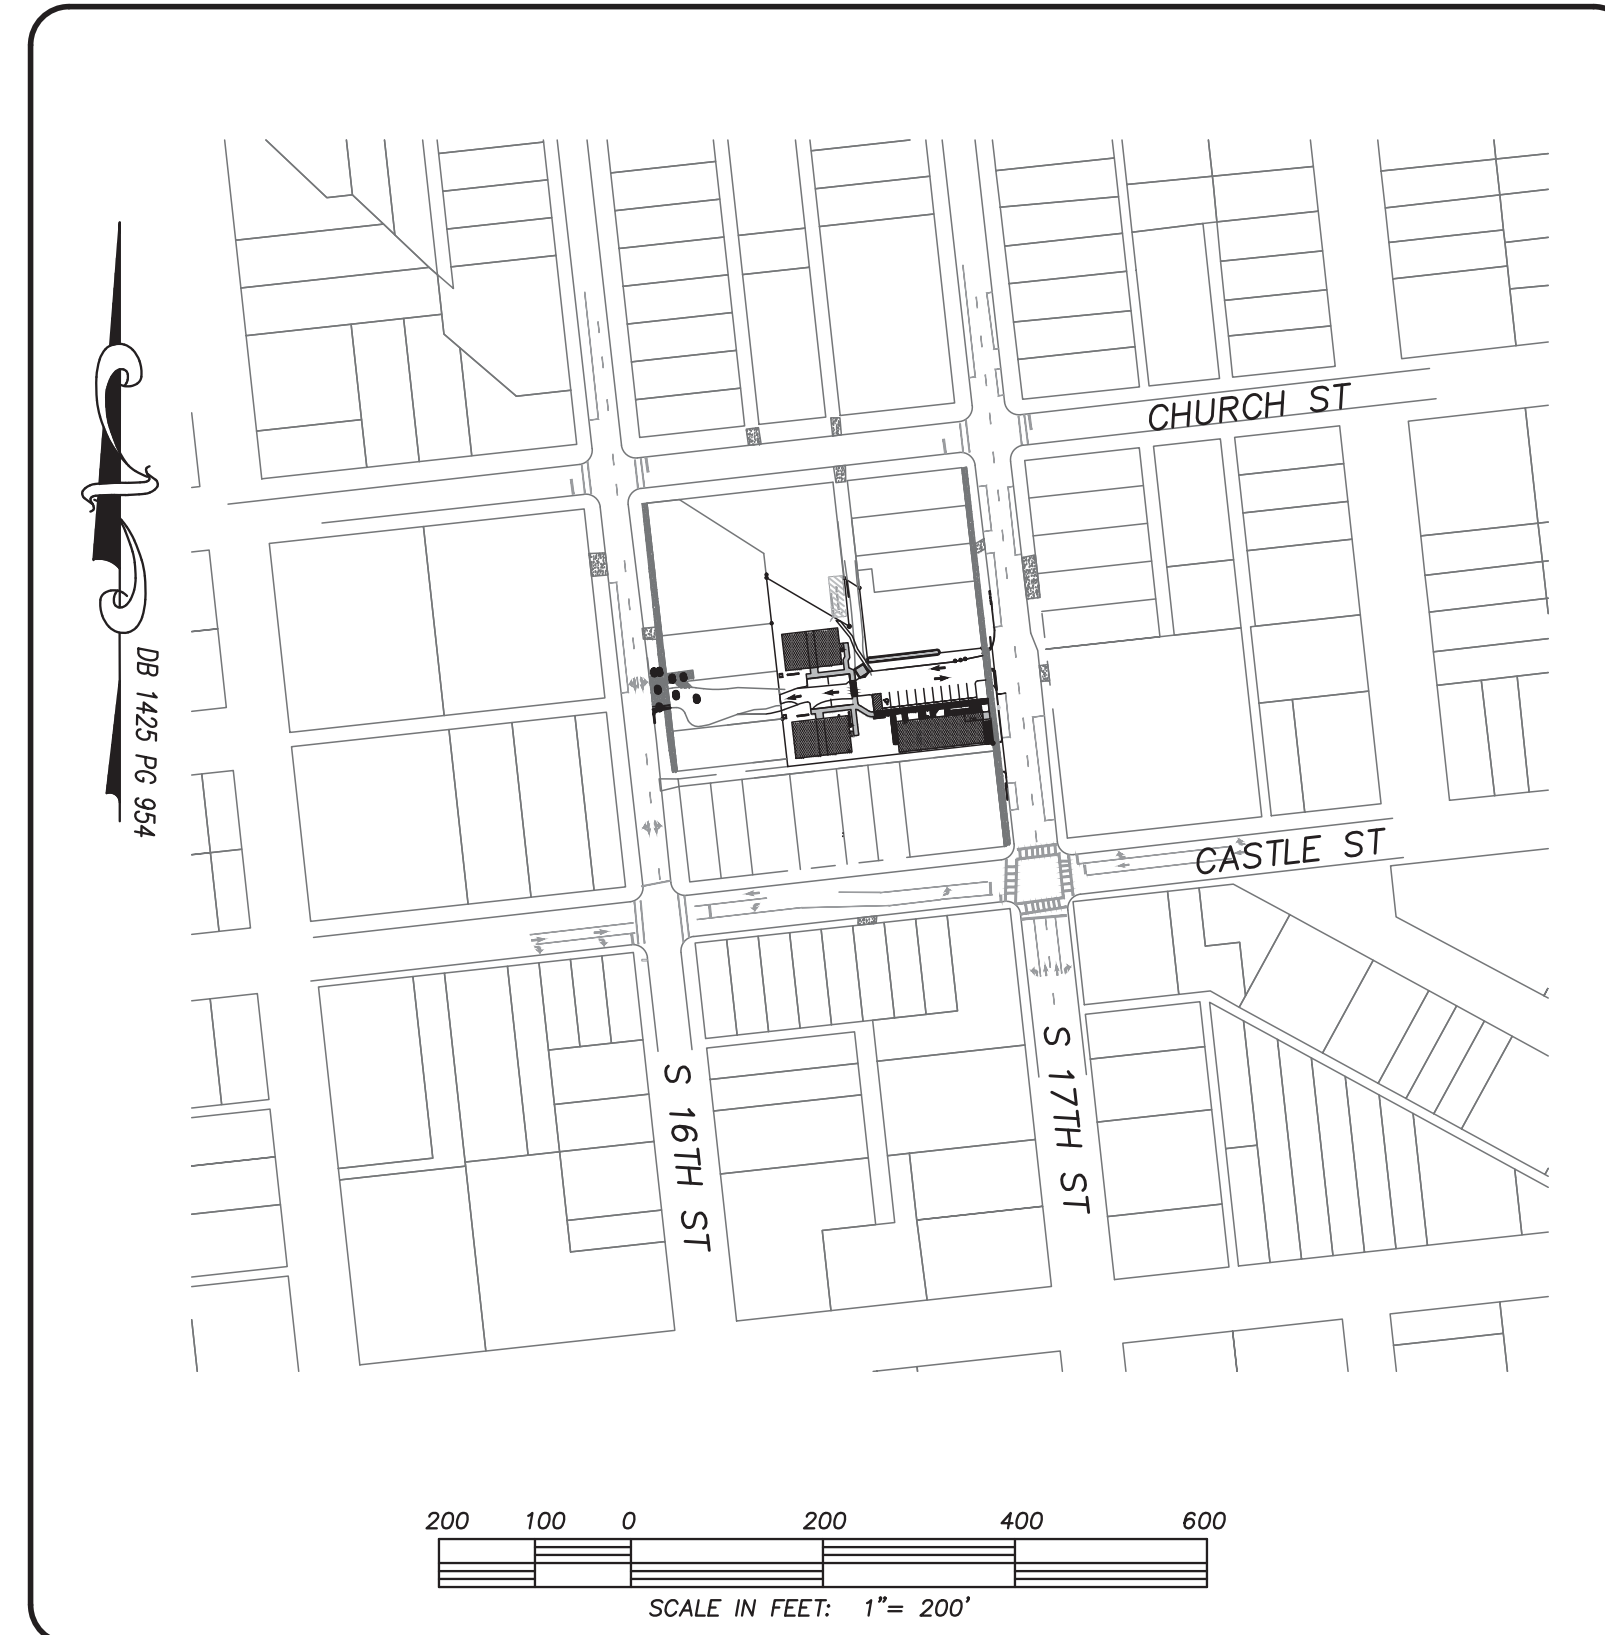 CHURCH ST
DB 1425 PG 954
CASTLE ST
S 16TH ST
S 17TH ST
200 100 0 200 400 600
SCALE IN FEET: 1"= 200'